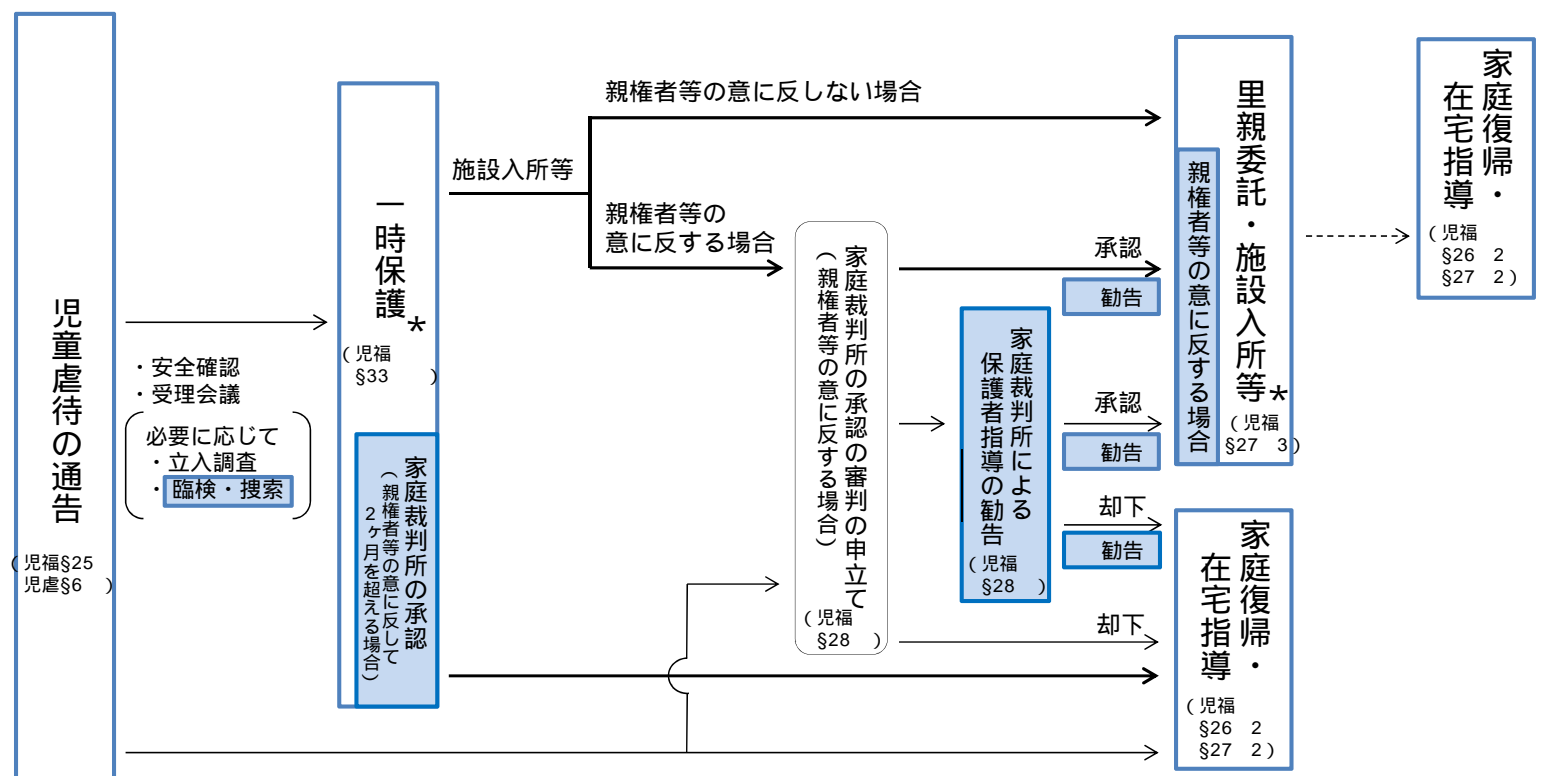 児童虐待の通告
(児福§25
児虐§6 )
・安全確認
・受理会議
必要に応じて
・立入調査
・臨検・捜索
一時保護*
(児福
§33 )
家庭裁判所の承認
(親権者等の意に反して
2ヶ月を超える場合)
施設入所等
親権者等の意に反しない場合
親権者等の
意に反する場合
家庭裁判所の承認の審判の申立て
(親権者等の意に反する場合)
(児福
§28 )
家庭裁判所による
保護者指導の勧告
(児福
§28 )
承認
勧告
承認
勧告
却下
勧告
却下
里親委託・施設入所等*
親権者等の意に反する場合
(児福
§27 3)
家庭復帰・
在宅指導
(児福
§26 2
§27 2)
家庭復帰・
在宅指導
(児福
§26 2
§27 2)